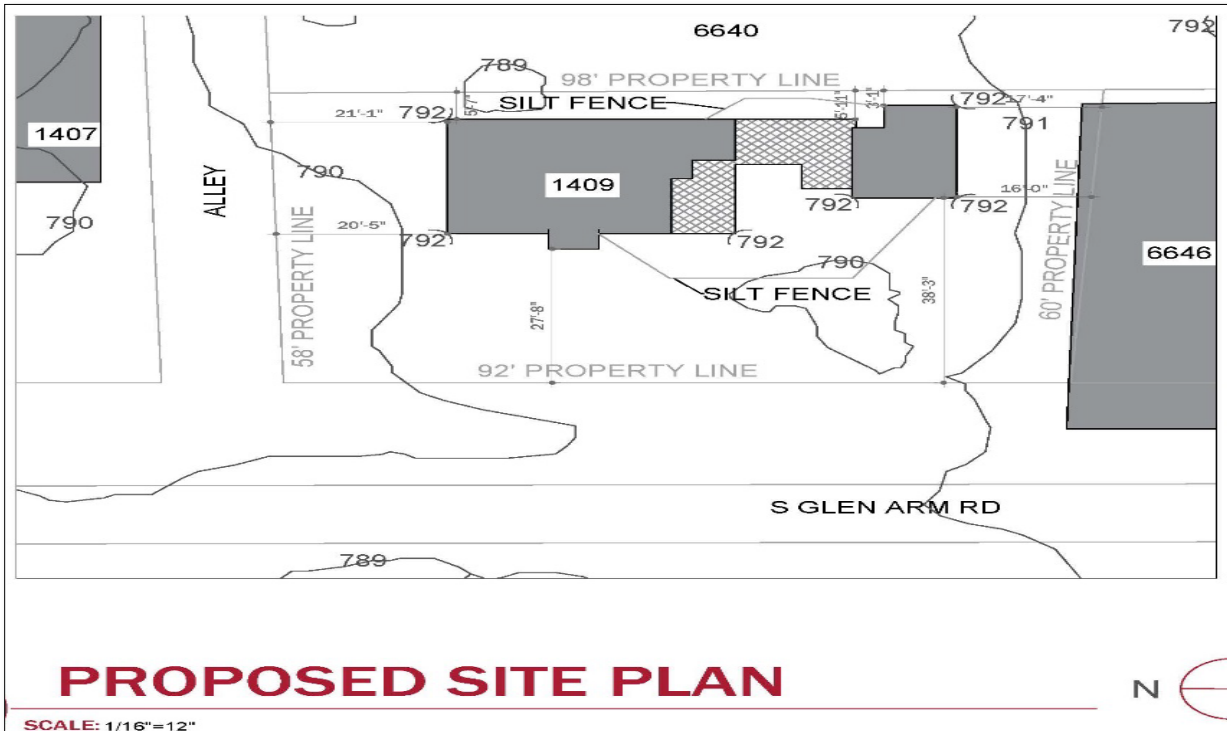 6640
792
789
98' PROPERTY LINE
SILT FENCE
5'-7"
5'-11"
3'-1"
21'-1"
792
792
17'-4"
791
1407
790
1409
ALLEY
16'-0"
790
58' PROPERTY LINE
20'-5"
792
792
792
792
60' PROPERTY LINE
6646
790
SILT FENCE
27'-8"
38'-3"
92' PROPERTY LINE
S GLEN ARM RD
789
PROPOSED SITE PLAN
N
SCALE: 1/16"=12"